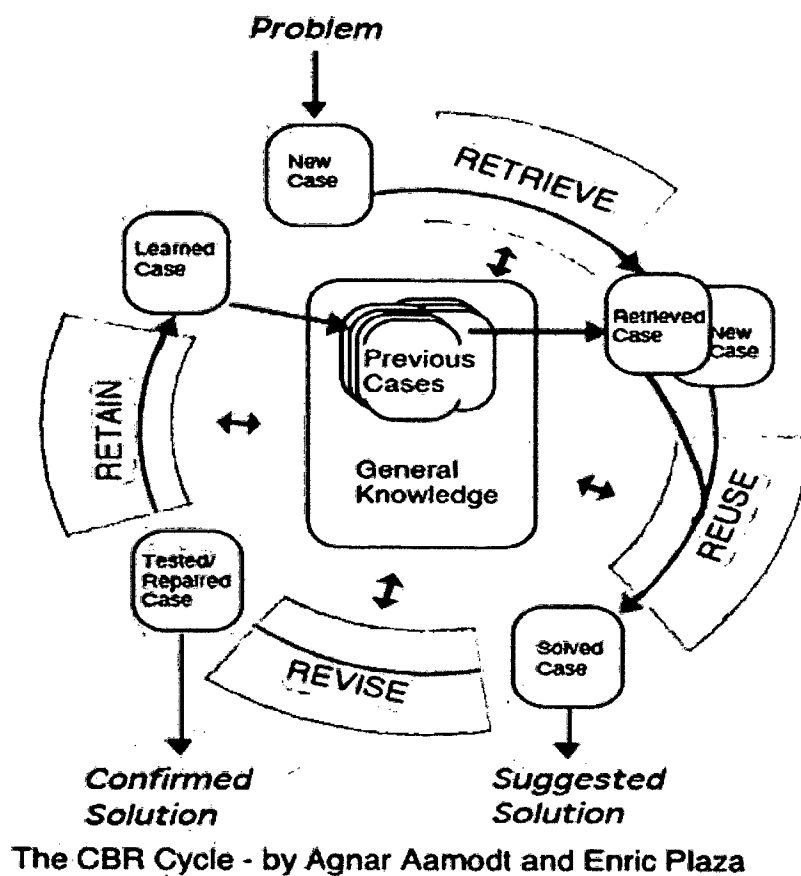 Problem
New
Case
RETRIEVE
Learned
Case
Retrieved
Case
New
Case
Previous
Cases
RETAIN
General
Knowledge
REUSE
Tested/
Repaired
Case
Solved
Case
REVISE
Confirmed
Solution
Suggested
Solution
The CBR Cycle - by Agnar Aamodt and Enric Plaza